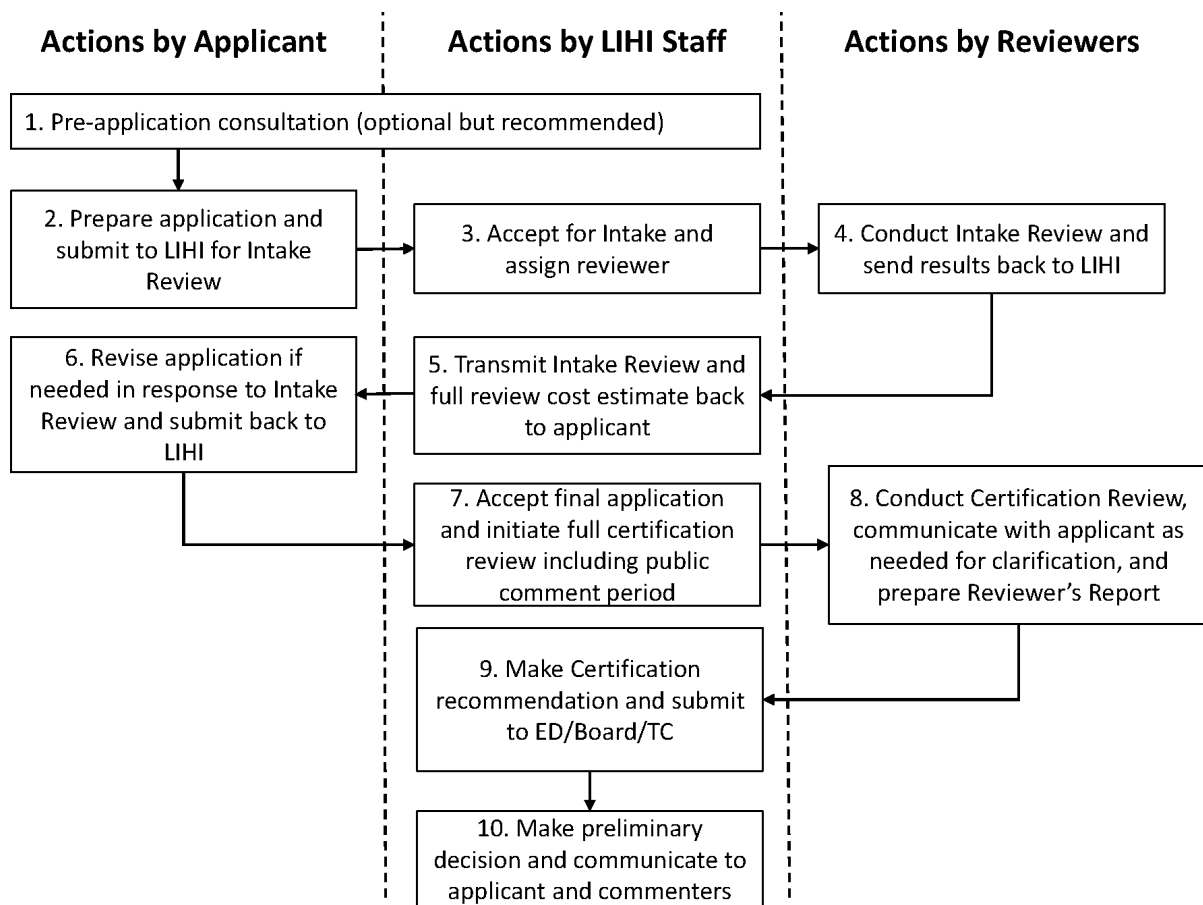 Actions by Applicant
Actions by LIHI Staff
Actions by Reviewers
1. Pre-application consultation (optional but recommended)
2. Prepare application and
submit to LIHI for Intake
Review
3. Accept for Intake and
assign reviewer
4. Conduct Intake Review and
send results back to LIHI
6. Revise application if
needed in response to Intake
Review and submit back to
LIHI
5. Transmit Intake Review and
full review cost estimate back
to applicant
7. Accept final application
and initiate full certification
review including public
comment period
8. Conduct Certification Review,
communicate with applicant as
needed for clarification, and
prepare Reviewer’s Report
9. Make Certification
recommendation and submit
to ED/Board/TC
10. Make preliminary
decision and communicate to
applicant and commenters